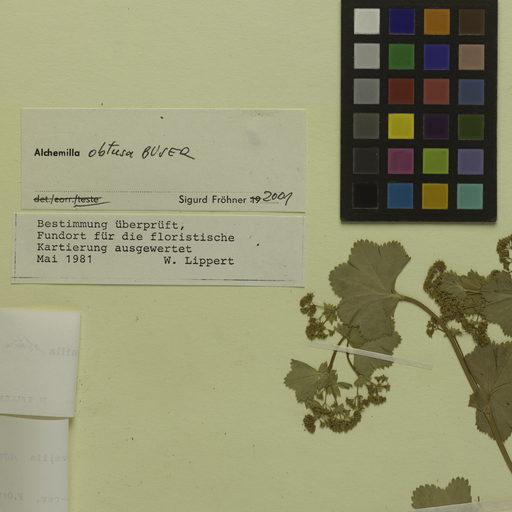 Alchemilla obtusa BUSER
det./corr./teste Sigurd Fröhner 19 2001
Bestimmung überprüft,
Fundort für die floristische
Kartierung ausgewertet
Mai 1981 W. Lippert